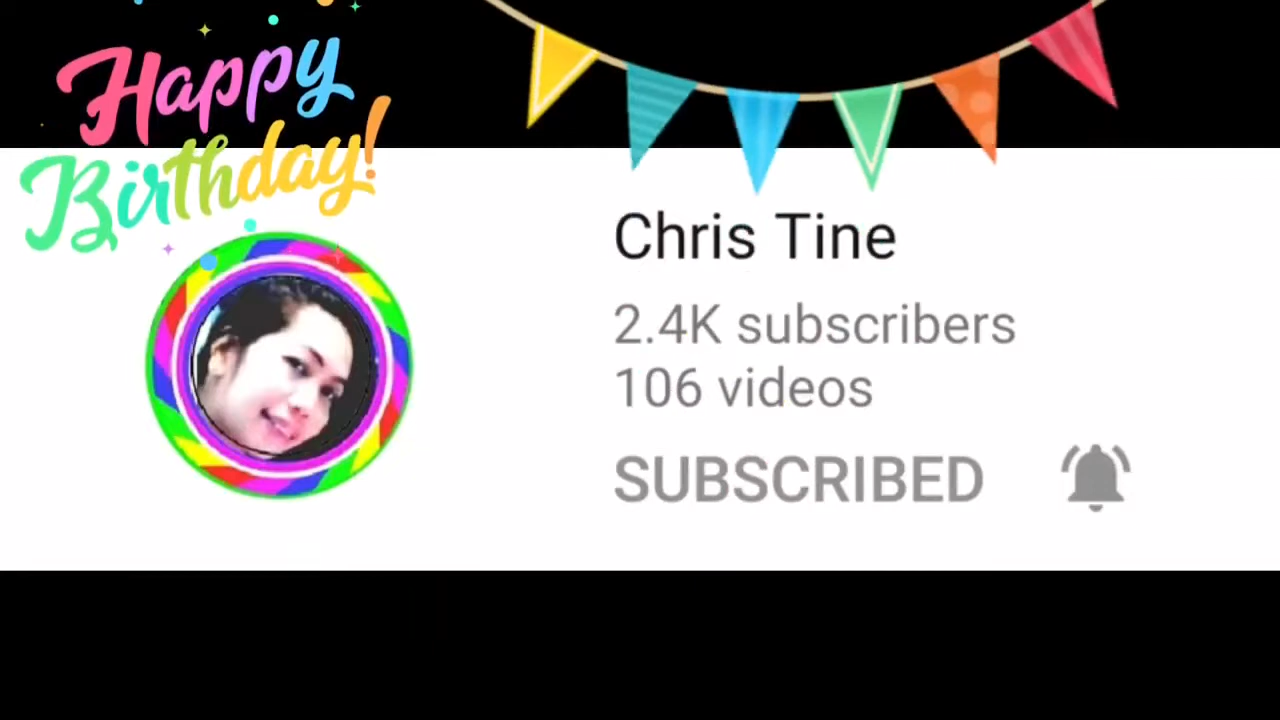 Happy
Birthday!
Chris Tine
2.4K subscribers
106 videos
SUBSCRIBED